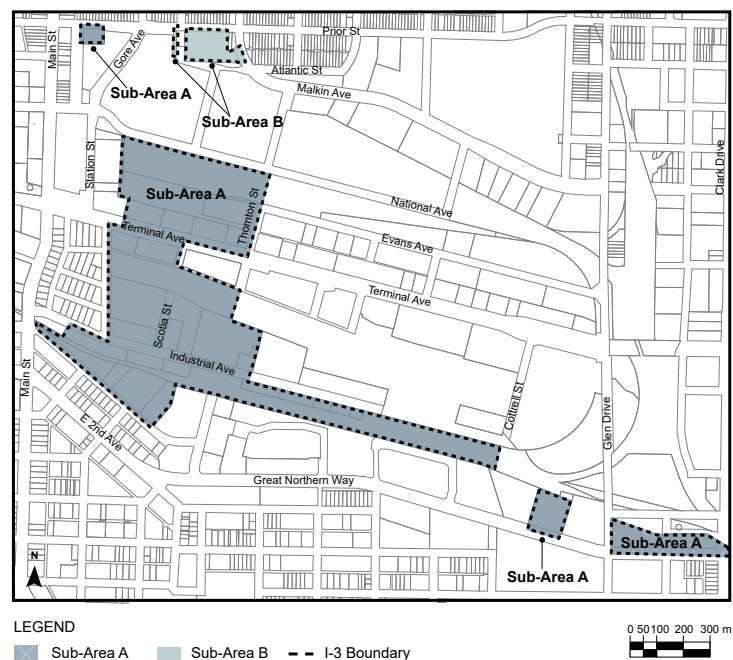 Main St
Gore Ave
Prior St
Atlantic St
Malkin Ave
Sub-Area A
Sub-Area B
Station St
Clark Drive
Sub-Area A
Thornton St
National Ave
Terminal Ave
Evans Ave
Terminal Ave
Scotia St
Industrial Ave
Main St
Cottrell St
Glen Drive
E 2nd Ave
Great Northern Way
Sub-Area A
N
Sub-Area A
LEGEND
Sub-Area A Sub-Area B I-3 Boundary
0 50 100 200 300 m